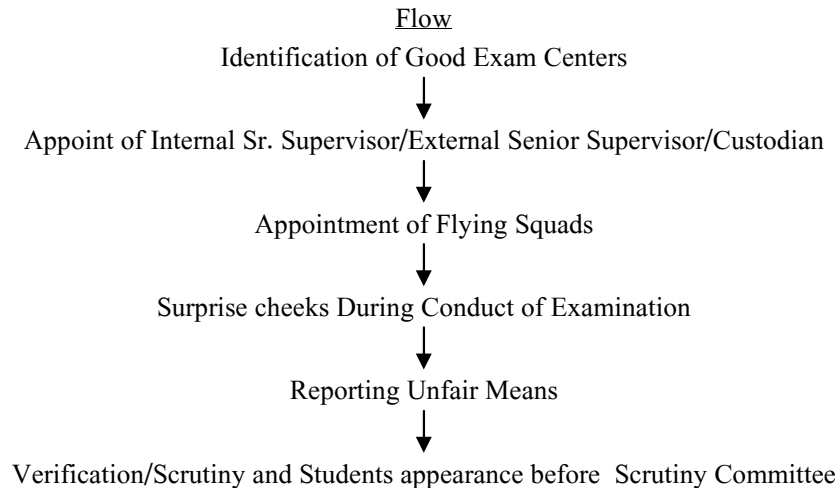 Flow
Identification of Good Exam Centers
Appoint of Internal Sr. Supervisor/External Senior Supervisor/Custodian
Appointment of Flying Squads
Surprise cheeks During Conduct of Examination
Reporting Unfair Means
Verification/Scrutiny and Students appearance before Scrutiny Committee